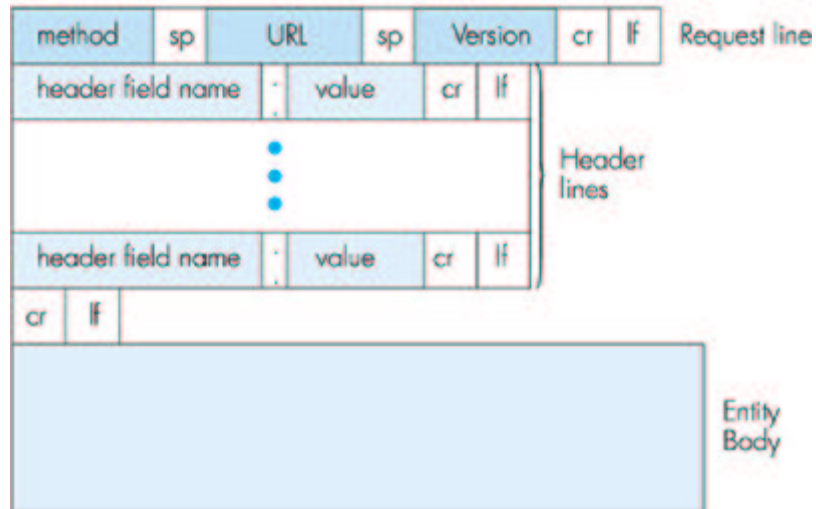 method sp URL sp Version cr lf Request line
header field name : value cr lf
Header
lines
header field name : value cr lf
cr lf
Entity
Body